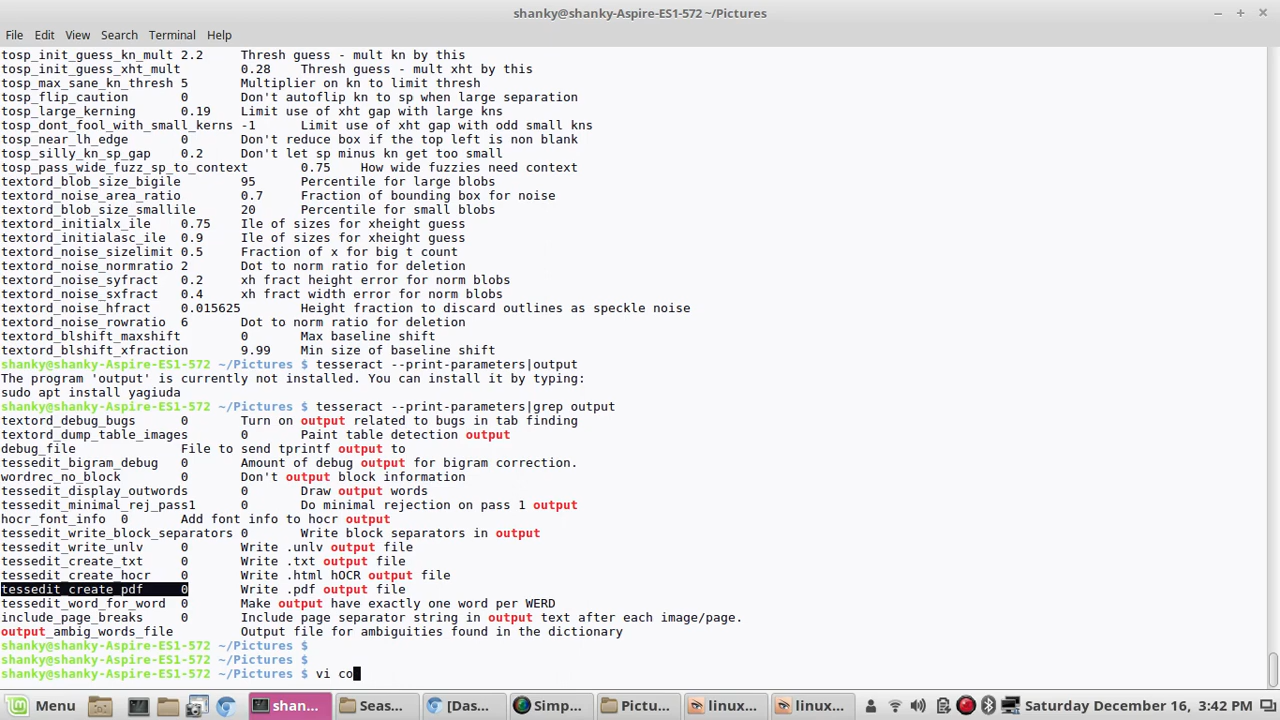 shanky@shanky-Aspire-ES1-572 ~/Pictures
File Edit View Search Terminal Help
tosp_init_guess_kn_mult 2.2 Thresh guess - mult kn by this
tosp_init_guess_xht_mult 0.28 Thresh guess - mult xht by this
tosp_max_sane_kn_thresh 5 Multiplier on kn to limit thresh
tosp_flip_caution 0 Don't autoflip kn to sp when large separation
tosp_large_kerning 0.19 Limit use of xht gap with large kns
tosp_dont_fool_with_small_kerns -1 Limit use of xht gap with odd small kns
tosp_near_lh_edge 0 Don't reduce box if the top left is non blank
tosp_silly_kn_sp_gap 0.2 Don't let sp minus kn get too small
tosp_pass_wide_fuzz_sp_to_context 0.75 How wide fuzzies need context
textord_blob_size_bigile 95 Percentile for large blobs
textord_noise_area_ratio 0.7 Fraction of bounding box for noise
textord_blob_size_smallile 20 Percentile for small blobs
textord_initialx_ile 0.75 Ile of sizes for xheight guess
textord_initialasc_ile 0.9 Ile of sizes for xheight guess
textord_noise_sizelimit 0.5 Fraction of x for big t count
textord_noise_normratio 2 Dot to norm ratio for deletion
textord_noise_syfract 0.2 xh fract height error for norm blobs
textord_noise_sxfract 0.4 xh fract width error for norm blobs
textord_noise_hfract 0.015625 Height fraction to discard outlines as speckle noise
textord_noise_rowratio 6 Dot to norm ratio for deletion
textord_blshift_maxshift 0 Max baseline shift
textord_blshift_xfraction 9.99 Min size of baseline shift
shanky@shanky-Aspire-ES1-572 ~/Pictures $ tesseract --print-parameters|output
The program 'output' is currently not installed. You can install it by typing:
sudo apt install yagiuda
shanky@shanky-Aspire-ES1-572 ~/Pictures $ tesseract --print-parameters|grep output
textord_debug_bugs 0 Turn on output related to bugs in tab finding
textord_dump_table_images 0 Paint table detection output
debug_file File to send tprintf output to
tessedit_bigram_debug 0 Amount of debug output for bigram correction.
wordrec_no_block 0 Don't output block information
tessedit_display_outwords 0 Draw output words
tessedit_minimal_rej_pass1 0 Do minimal rejection on pass 1 output
hocr_font_info 0 Add font info to hocr output
tessedit_write_block_separators 0 Write block separators in output
tessedit_write_unlv 0 Write .unlv output file
tessedit_create_txt 0 Write .txt output file
tessedit_create_hocr 0 Write .html hOCR output file
tessedit_create_pdf 0 Write .pdf output file
tessedit_word_for_word 0 Make output have exactly one word per WERD
include_page_breaks 0 Include page separator string in output text after each image/page.
output_ambig_words_file Output file for ambiguities found in the dictionary
shanky@shanky-Aspire-ES1-572 ~/Pictures $
shanky@shanky-Aspire-ES1-572 ~/Pictures $
shanky@shanky-Aspire-ES1-572 ~/Pictures $ vi co
Menu shan... Seas... [Das... Simp... Pictu... linux... linux... Saturday December 16, 3:42 PM